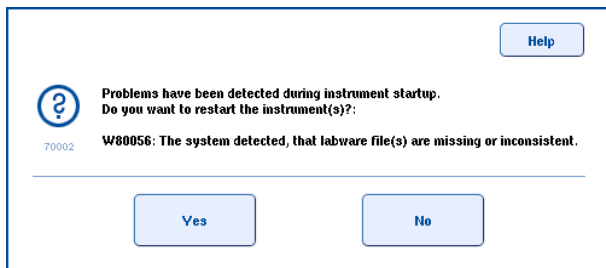 Help
Problems have been detected during instrument startup.
Do you want to restart the instrument(s)?:
70002
W80056: The system detected, that labware file(s) are missing or inconsistent.
Yes No